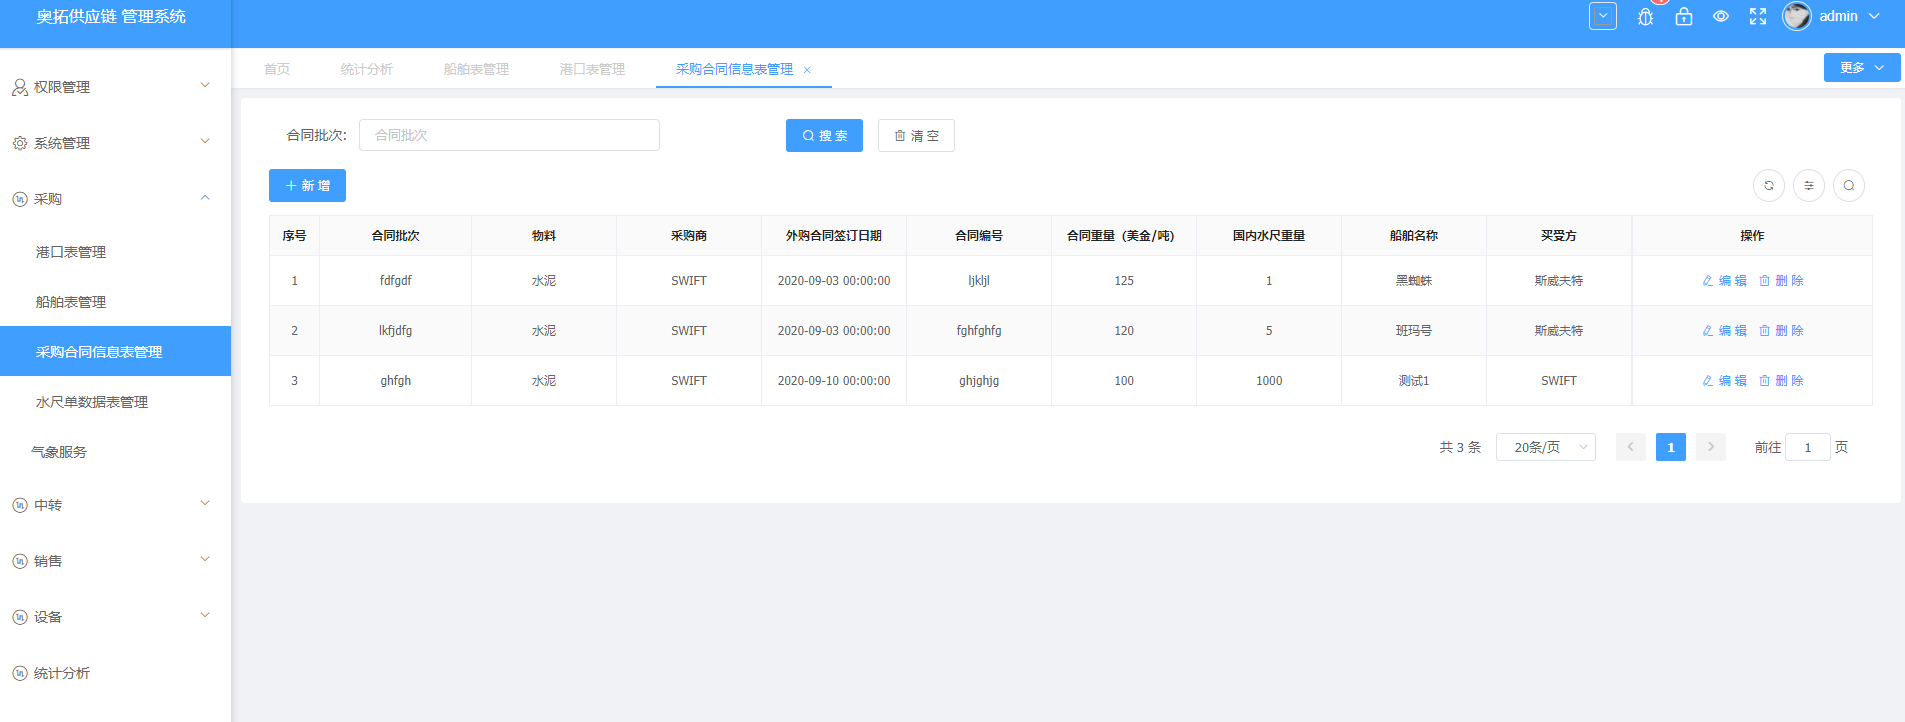 奥拓供应链 管理系统
admin
权限管理
系统管理
采购
港口表管理
船舶表管理
采购合同信息表管理
水尺单数据表管理
气象服务
中转
销售
设备
统计分析
首页 统计分析 船舶表管理 港口表管理 采购合同信息表管理 更多
合同批次: 合同批次 搜 索 清 空
新 增
序号 合同批次 物料 采购商 外购合同签订日期 合同编号 合同重量（美金/吨） 国内水尺重量 船舶名称 买受方 操作
1 fdfgdf 水泥 SWIFT 2020-09-03 00:00:00 ljkljl 125 1 黑蜘蛛 斯威夫特 编 辑 删 除
2 lkfjdfg 水泥 SWIFT 2020-09-03 00:00:00 fghfghfg 120 5 班玛号 斯威夫特 编 辑 删 除
3 ghfgh 水泥 SWIFT 2020-09-10 00:00:00 ghjghjg 100 1000 测试1 SWIFT 编 辑 删 除
共 3 条 20条/页 1 前往 1 页